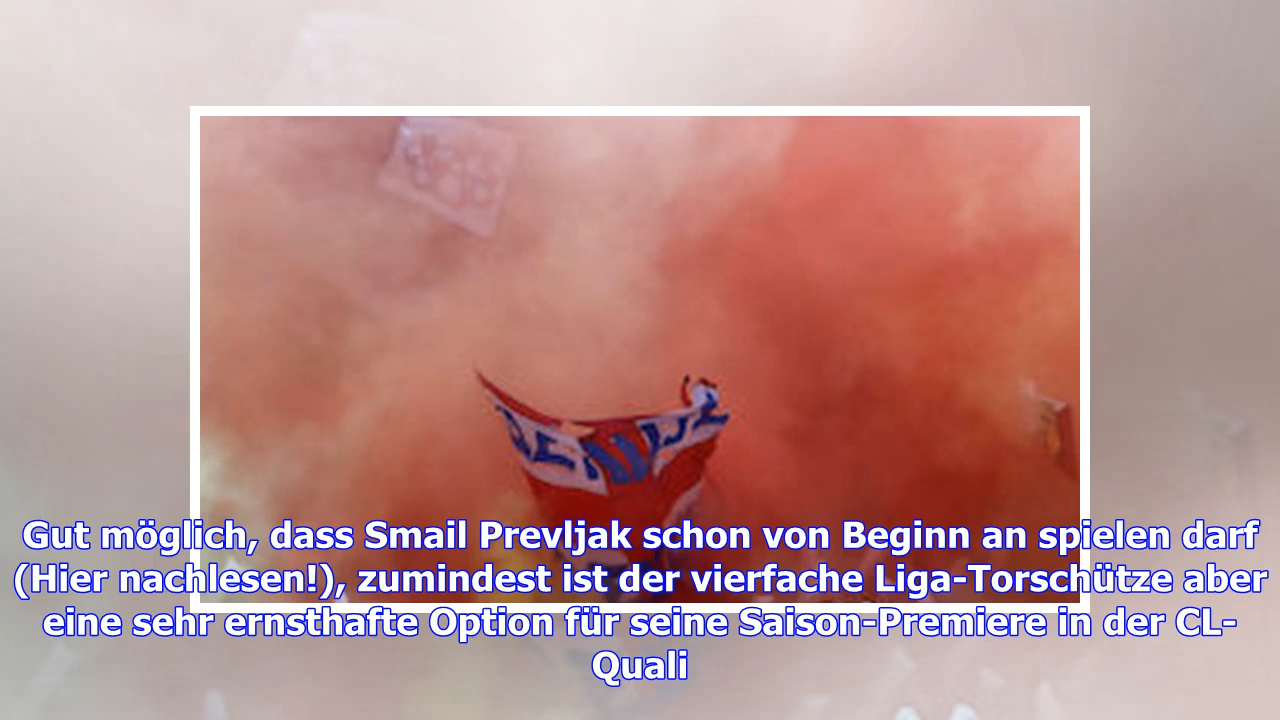 Gut möglich, dass Smail Prevljak schon von Beginn an spielen darf
(Hier nachlesen!), zumindest ist der vierfache Liga-Torschütze aber
eine sehr ernsthafte Option für seine Saison-Premiere in der CL-
Quali